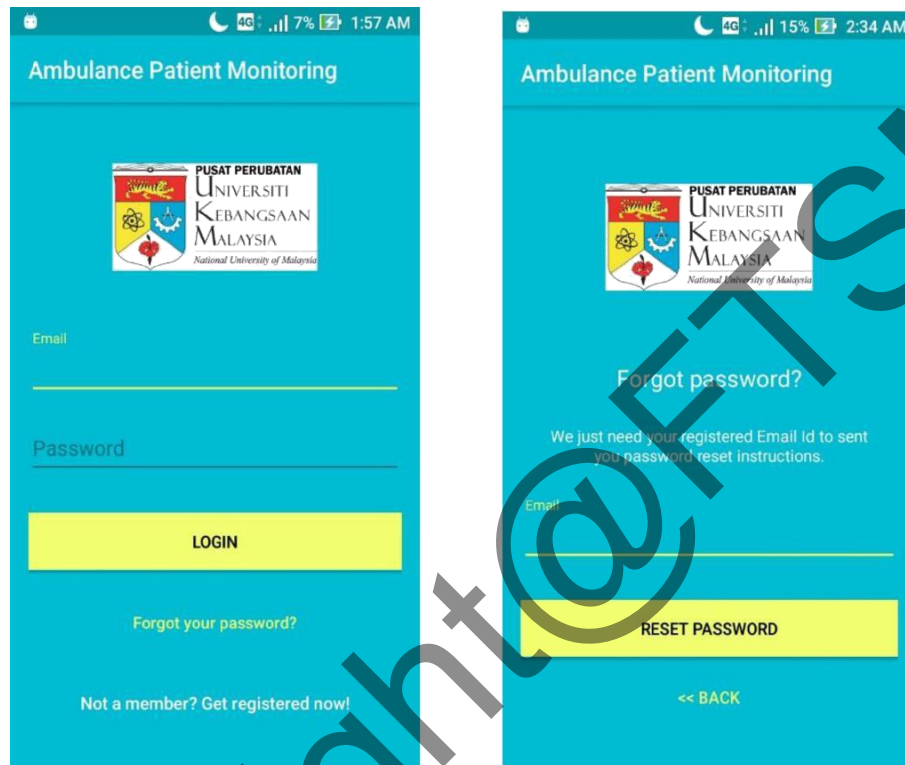 4G 7% 1:57 AM
Ambulance Patient Monitoring
PUSAT PERUBATAN
UNIVERSITI
KEBANGSAAN
MALAYSIA
National University of Malaysia
Email
Password
LOGIN
Forgot your password?
Not a member? Get registered now!
4G 15% 2:34 AM
Ambulance Patient Monitoring
PUSAT PERUBATAN
UNIVERSITI
KEBANGSAAN
MALAYSIA
National University of Malaysia
Forgot password?
We just need your registered Email Id to sent
you password reset instructions.
Email
RESET PASSWORD
<< BACK
ght@FTS